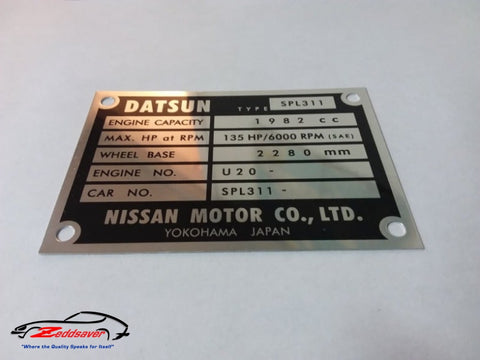 DATSUN TYPE SPL311
ENGINE CAPACITY 1982 cc
MAX. HP at RPM 135 HP/6000 RPM (SAE)
WHEEL BASE 2280 mm
ENGINE NO. U20 -
CAR NO. SPL311 -
NISSAN MOTOR CO., LTD.
YOKOHAMA JAPAN
Zeddsaver
"Where the Quality Speaks for Itself"